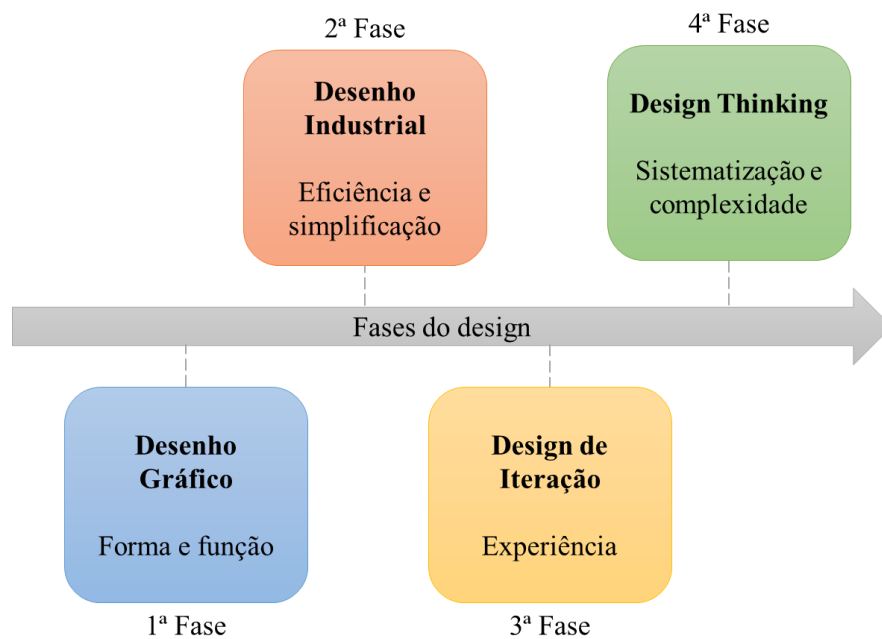 2ª Fase
Desenho
Industrial
Eficiência e
simplificação
4ª Fase
Design Thinking
Sistematização e
complexidade
Fases do design
Desenho
Gráfico
Forma e função
1ª Fase
Design de
Iteração
Experiência
3ª Fase